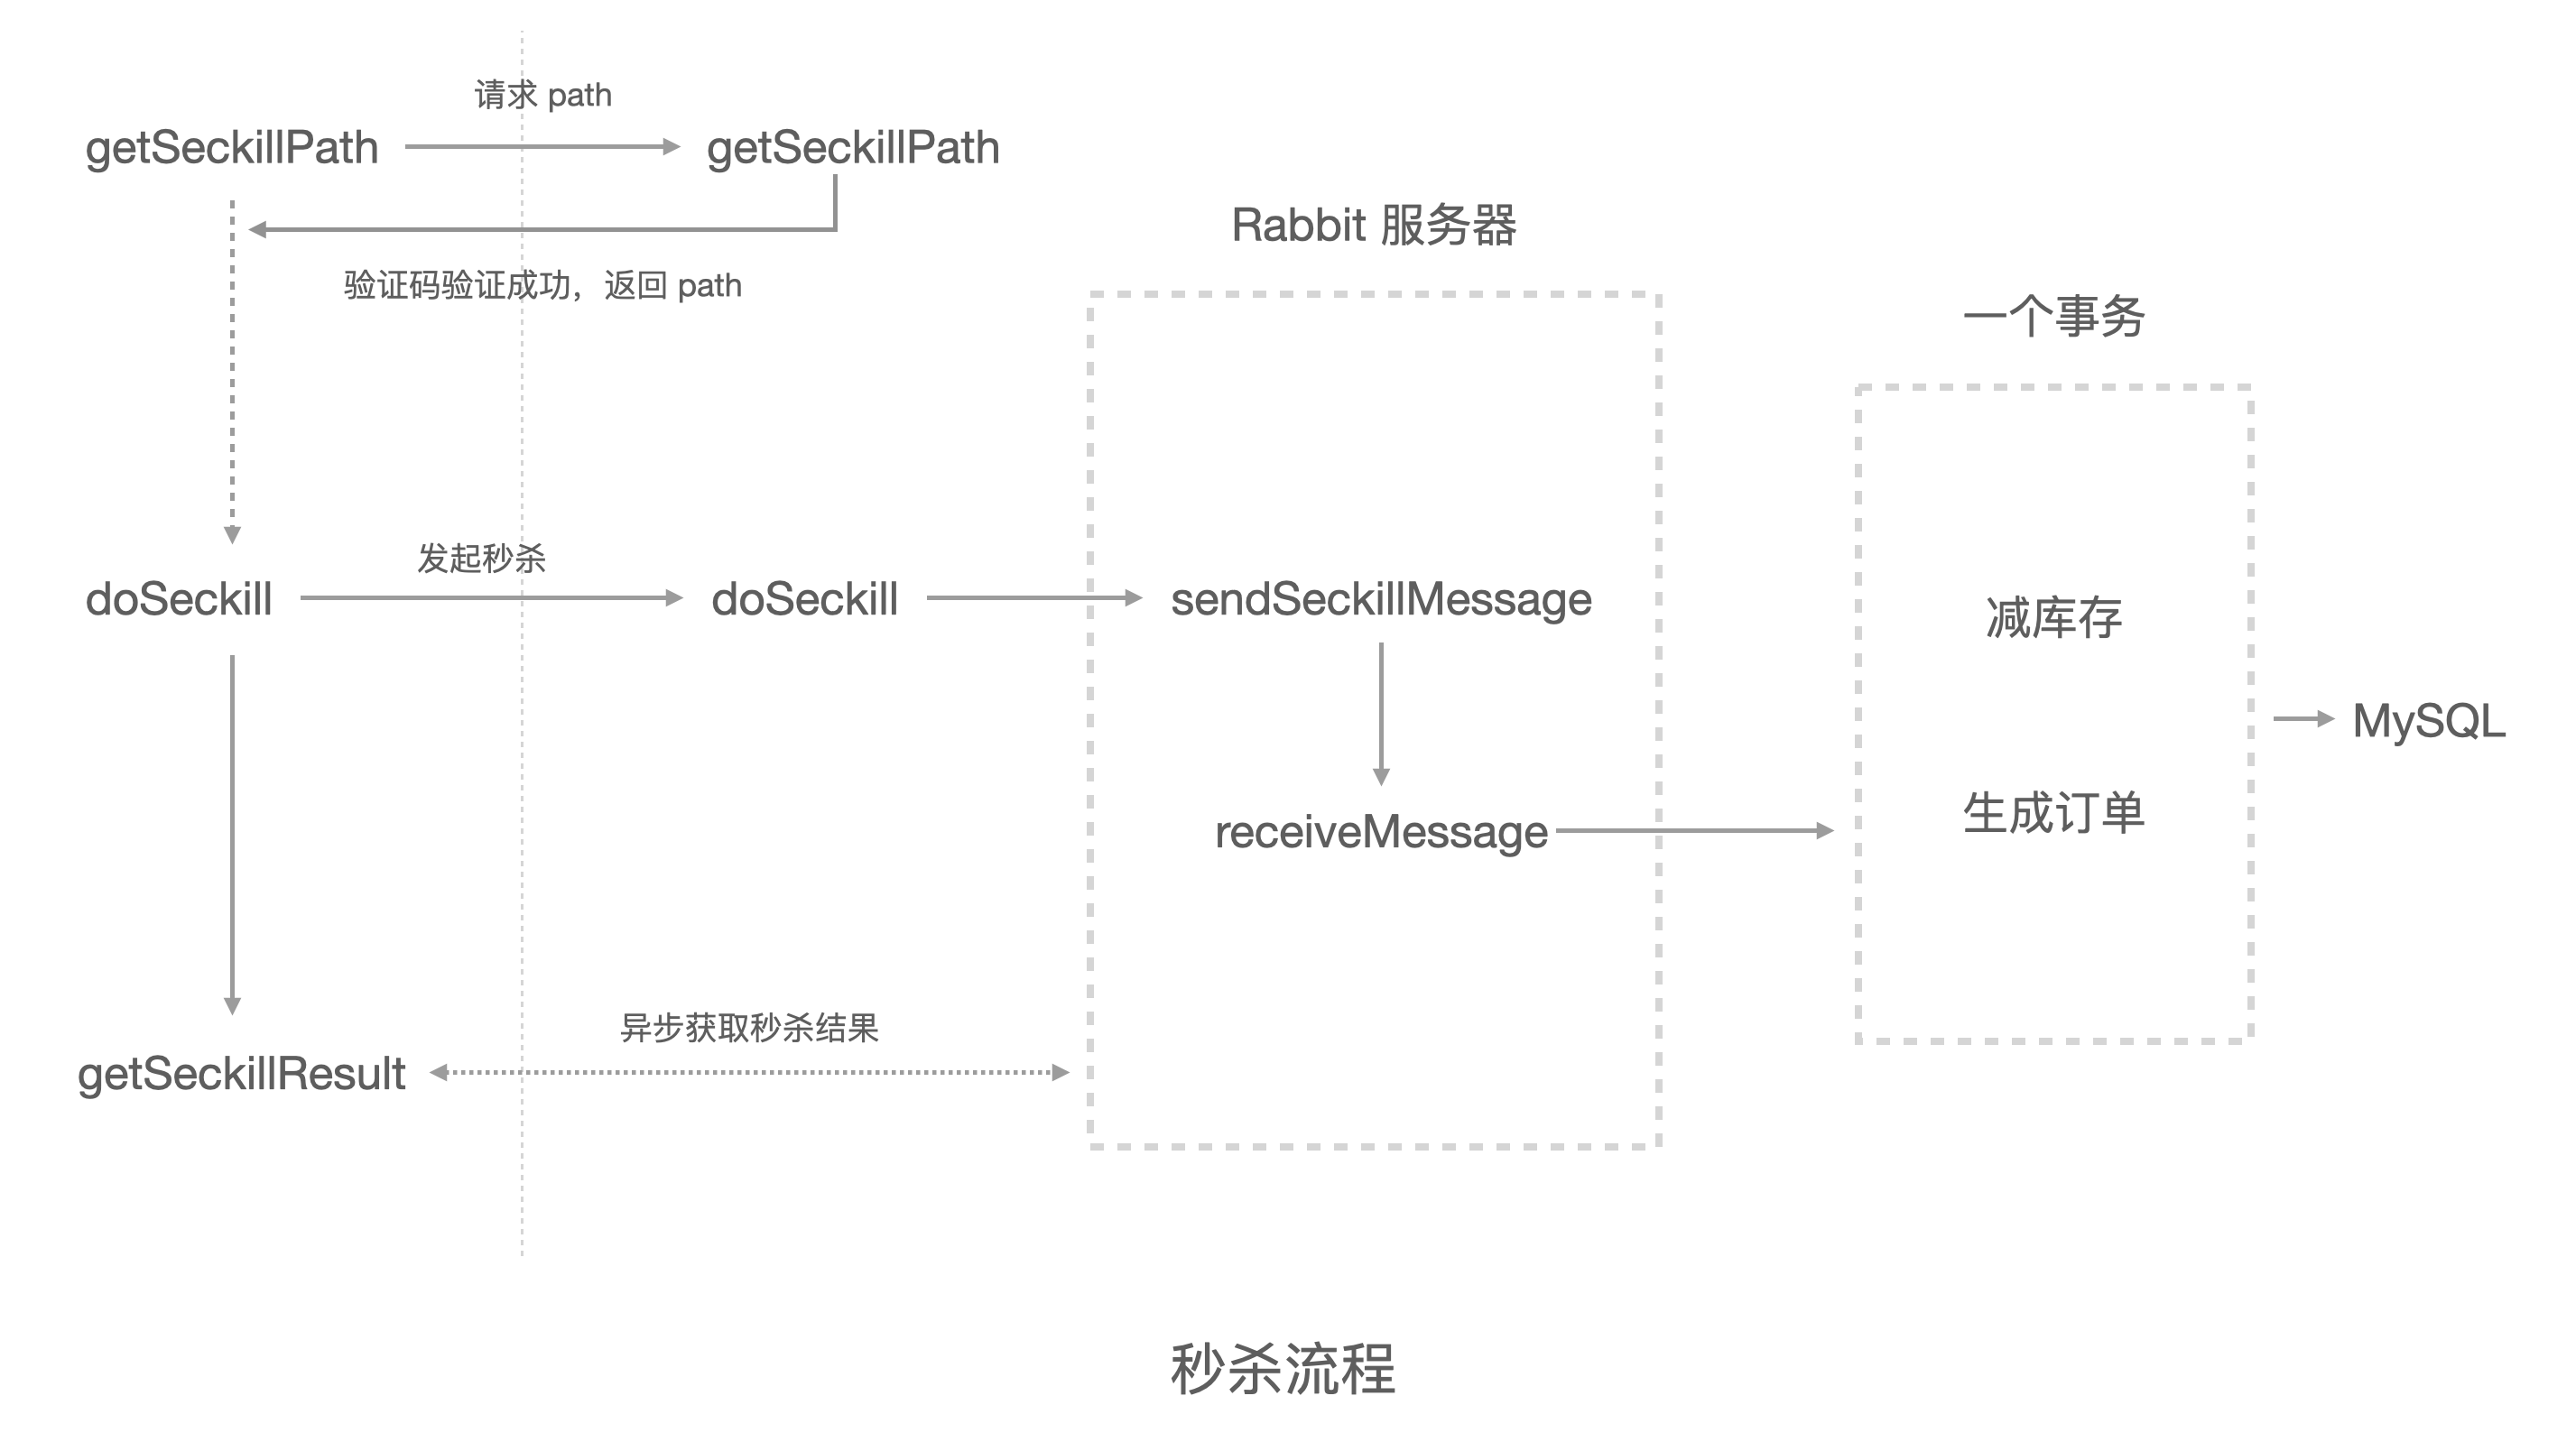 请求 path
getSeckillPath
getSeckillPath
验证码验证成功，返回 path
Rabbit 服务器
一个事务
发起秒杀
doSeckill
doSeckill
sendSeckillMessage
减库存
MySQL
receiveMessage
生成订单
异步获取秒杀结果
getSeckillResult
秒杀流程